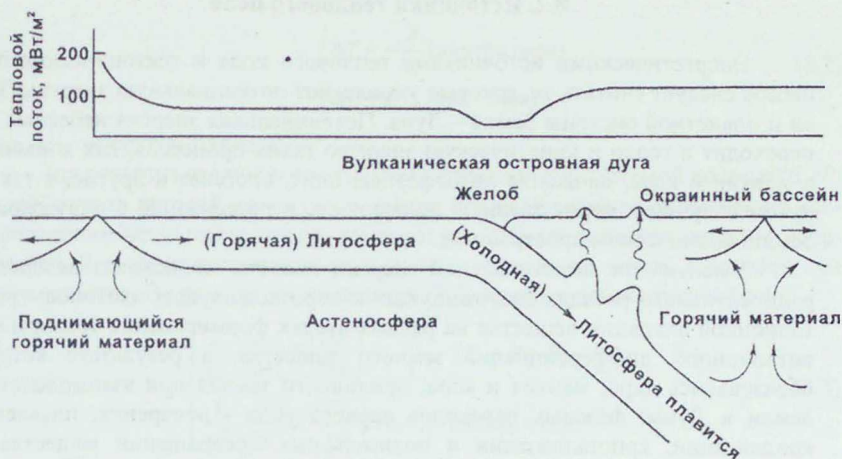 Тепловой
поток, мВт/м²
200
100
Вулканическая островная дуга
Желоб
Окраинный бассейн
(Горячая) Литосфера
(Холодная)
Поднимающийся
горячий материал
Астеносфера
Горячий материал
Литосфера плавится